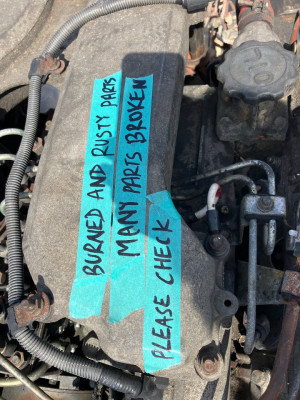 BURNED AND RUSTY PARTS
MANY PARTS BROKEN
PLEASE CHECK